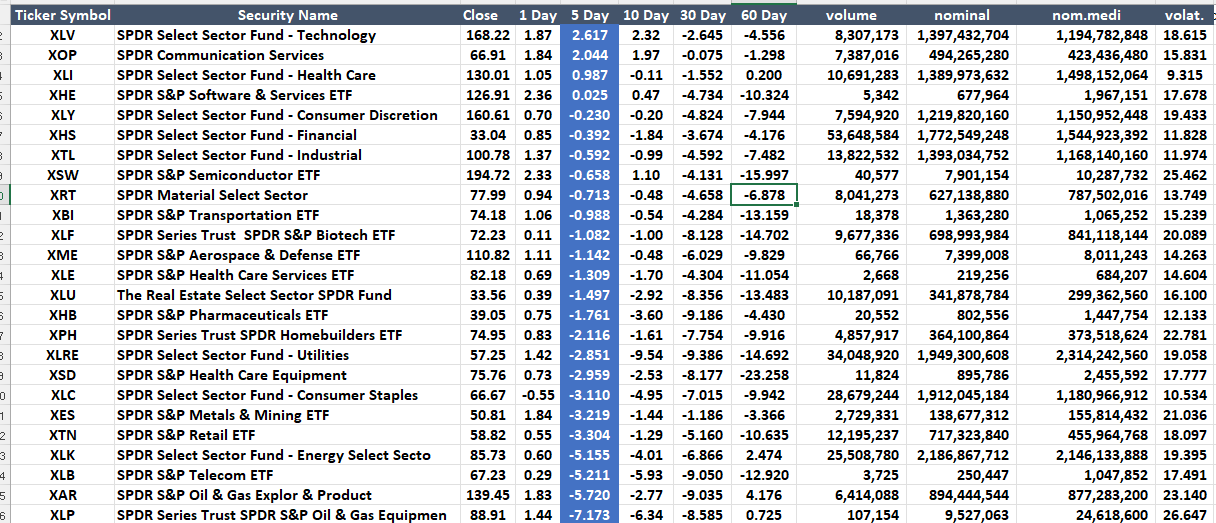 Ticker Symbol Security Name Close 1 Day 5 Day 10 Day 30 Day 60 Day volume nominal nom.medi volat.
XLV SPDR Select Sector Fund - Technology 168.22 1.87 2.617 2.32 -2.645 -4.556 8,307,173 1,397,432,704 1,194,782,848 18.615
XOP SPDR Communication Services 66.91 1.84 2.044 1.97 -0.075 -1.298 7,387,016 494,265,280 423,436,480 15.831
XLI SPDR Select Sector Fund - Health Care 130.01 1.05 0.987 -0.11 -1.552 0.200 10,691,283 1,389,973,632 1,498,152,064 9.315
XHE SPDR S&P Software & Services ETF 126.91 2.36 0.025 0.47 -4.734 -10.324 5,342 677,964 1,967,151 17.678
XLY SPDR Select Sector Fund - Consumer Discretion 160.61 0.70 -0.230 -0.20 -4.824 -7.944 7,594,920 1,219,820,160 1,150,952,448 19.433
XHS SPDR Select Sector Fund - Financial 33.04 0.85 -0.392 -1.84 -3.674 -4.176 53,648,584 1,772,549,248 1,544,923,392 11.828
XTL SPDR Select Sector Fund - Industrial 100.78 1.37 -0.592 -0.99 -4.592 -7.482 13,822,532 1,393,034,752 1,168,140,160 11.974
XSW SPDR S&P Semiconductor ETF 194.72 2.33 -0.658 1.10 -4.131 -15.997 40,577 7,901,154 10,287,732 25.462
XRT SPDR Material Select Sector 77.99 0.94 -0.713 -0.48 -4.658 -6.878 8,041,273 627,138,880 787,502,016 13.749
XBI SPDR S&P Transportation ETF 74.18 1.06 -0.988 -0.54 -4.284 -13.159 18,378 1,363,280 1,065,252 15.239
XLF SPDR Series Trust SPDR S&P Biotech ETF 72.23 0.11 -1.082 -1.00 -8.128 -14.702 9,677,336 698,993,984 841,118,144 20.089
XME SPDR S&P Aerospace & Defense ETF 110.82 1.11 -1.142 -0.48 -6.029 -9.829 66,766 7,399,008 8,011,243 14.263
XLE SPDR S&P Health Care Services ETF 82.18 0.69 -1.309 -1.70 -4.304 -11.054 2,668 219,256 684,207 14.604
XLU The Real Estate Select Sector SPDR Fund 33.56 0.39 -1.497 -2.92 -8.356 -13.483 10,187,091 341,878,784 299,362,560 16.100
XHB SPDR S&P Pharmaceuticals ETF 39.05 0.75 -1.761 -3.60 -9.186 -4.430 20,552 802,556 1,447,754 12.133
XPH SPDR Series Trust SPDR Homebuilders ETF 74.95 0.83 -2.116 -1.61 -7.754 -9.916 4,857,917 364,100,864 373,518,624 22.781
XLRE SPDR Select Sector Fund - Utilities 57.25 1.42 -2.851 -9.54 -9.386 -14.692 34,048,920 1,949,300,608 2,314,242,560 19.058
XSD SPDR S&P Health Care Equipment 75.76 0.73 -2.959 -2.53 -8.177 -23.258 11,824 895,786 2,455,592 17.777
XLC SPDR Select Sector Fund - Consumer Staples 66.67 -0.55 -3.110 -4.95 -7.015 -9.942 28,679,244 1,912,045,184 1,180,966,912 10.534
XES SPDR S&P Metals & Mining ETF 50.81 1.84 -3.219 -1.44 -1.186 -3.366 2,729,331 138,677,312 155,814,432 21.036
XTN SPDR S&P Retail ETF 58.82 0.55 -3.304 -1.29 -5.160 -10.635 12,195,237 717,323,840 455,964,768 18.097
XLK SPDR Select Sector Fund - Energy Select Secto 85.73 0.60 -5.155 -4.01 -6.866 2.474 25,508,780 2,186,867,712 2,146,133,888 19.395
XLB SPDR S&P Telecom ETF 67.23 0.29 -5.211 -5.93 -9.050 -12.920 3,725 250,447 1,047,852 17.491
XAR SPDR S&P Oil & Gas Explor & Product 139.45 1.83 -5.720 -2.77 -9.035 4.176 6,414,088 894,444,544 877,283,200 23.140
XLP SPDR Series Trust SPDR S&P Oil & Gas Equipmen 88.91 1.44 -7.173 -6.34 -8.585 0.725 107,154 9,527,063 24,618,600 26.647